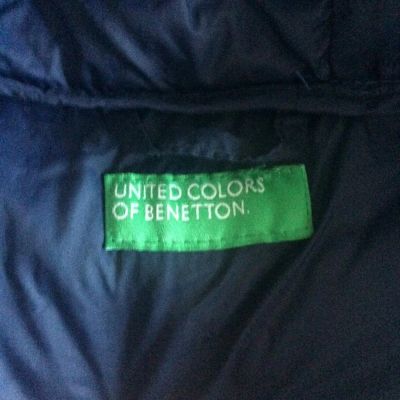 UNITED COLORS
OF BENETTON.